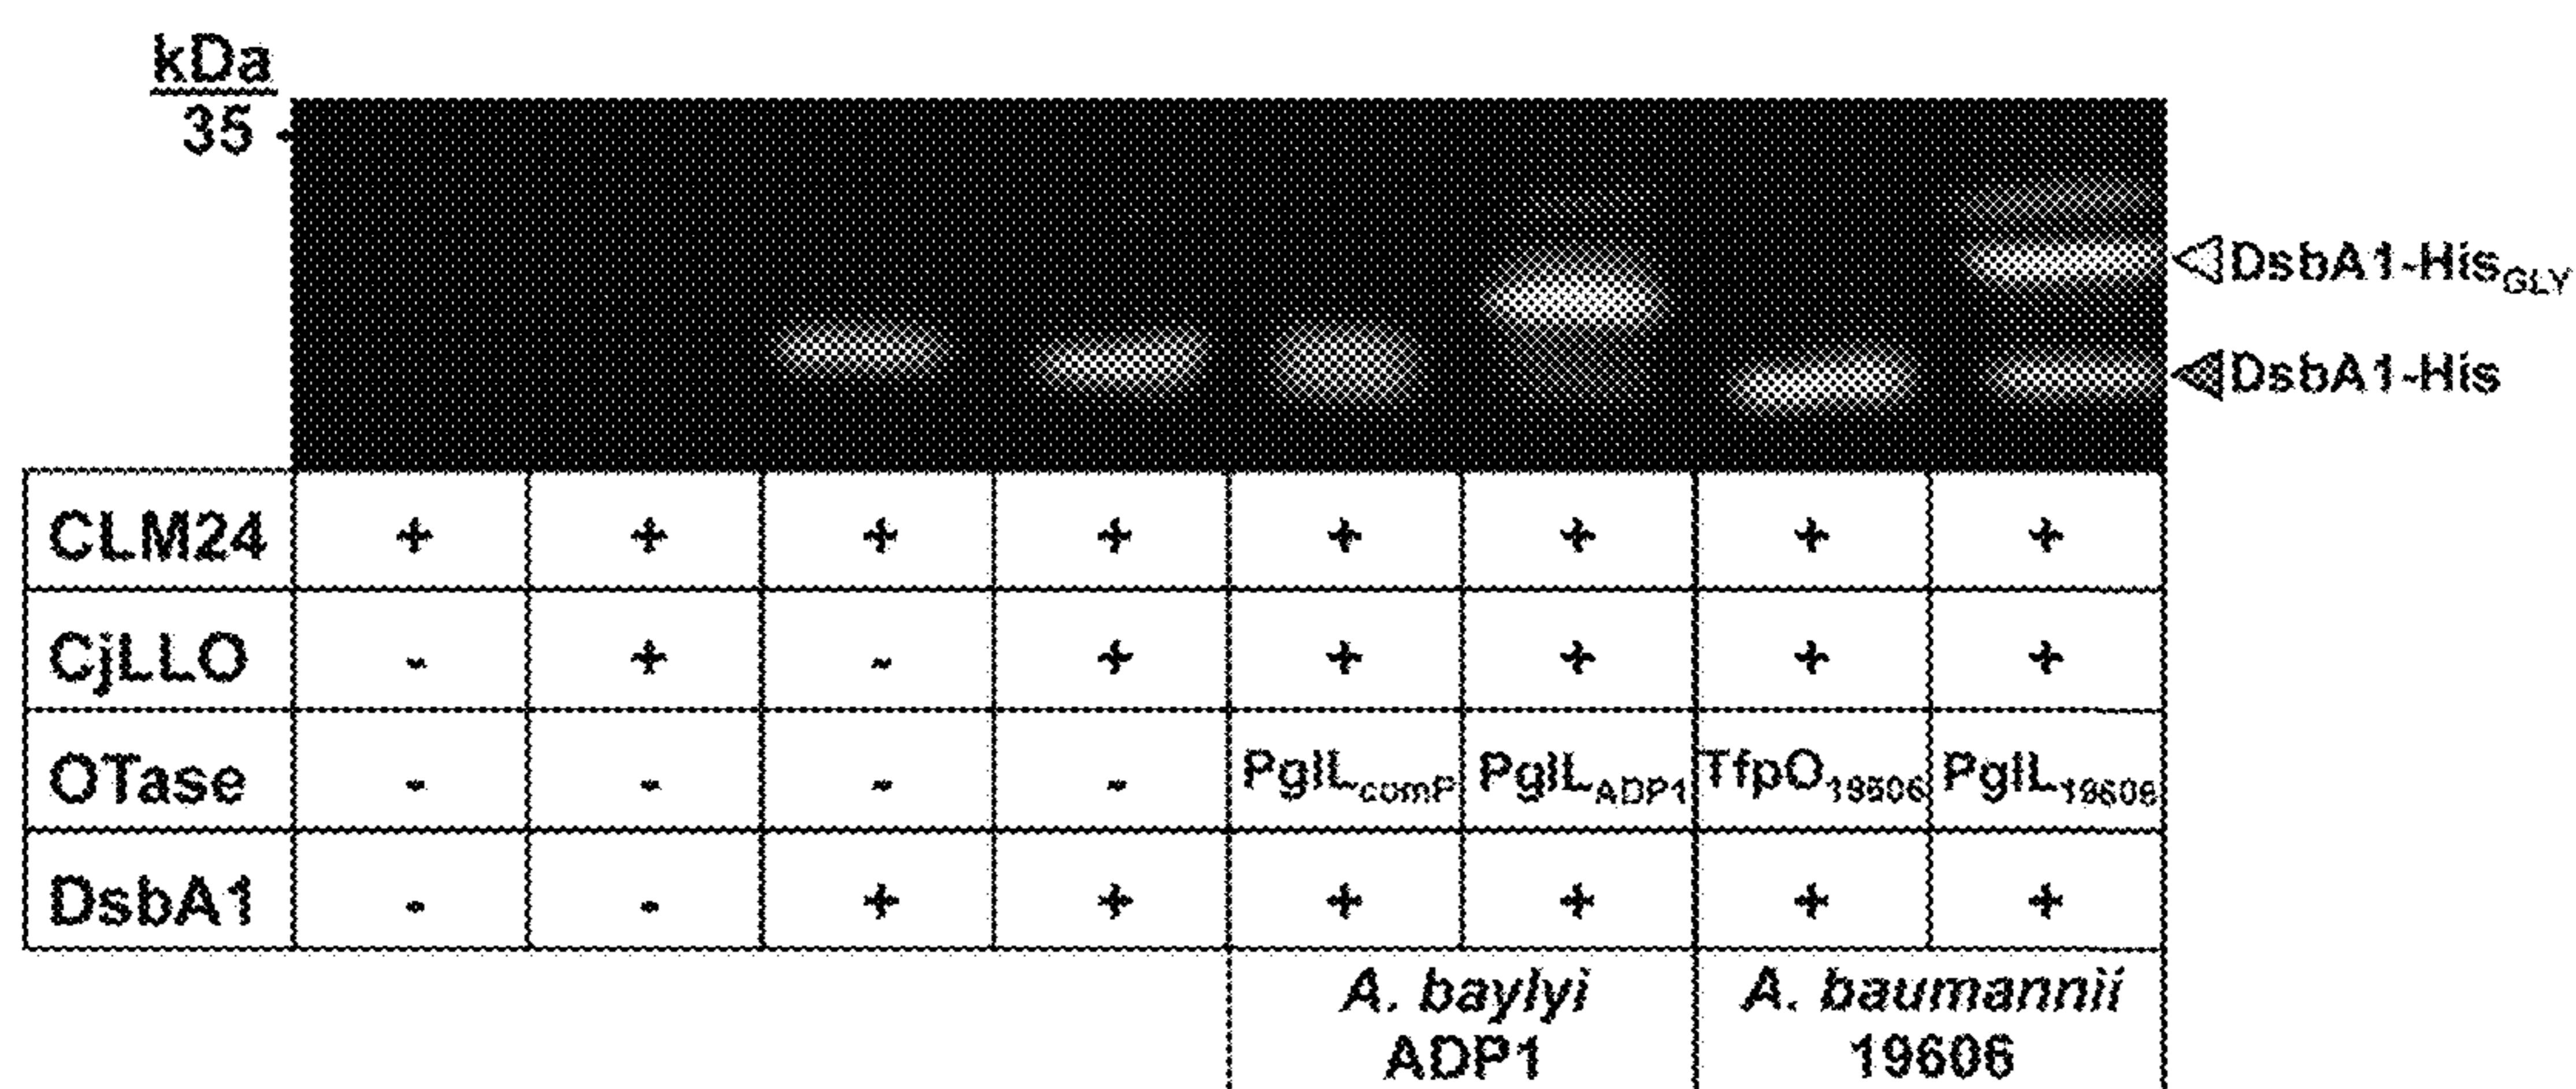 kDa
35
DsbA1-HisGLY
DsbA1-His
CLM24 + + + + + + + +
CjLLO - + - + + + + +
OTase - - - - PglLcomP PglLADP1 TfpO19606 PglL19606
DsbA1 - - + + + + + +
A. baylyi A. baumannii
ADP1 19606